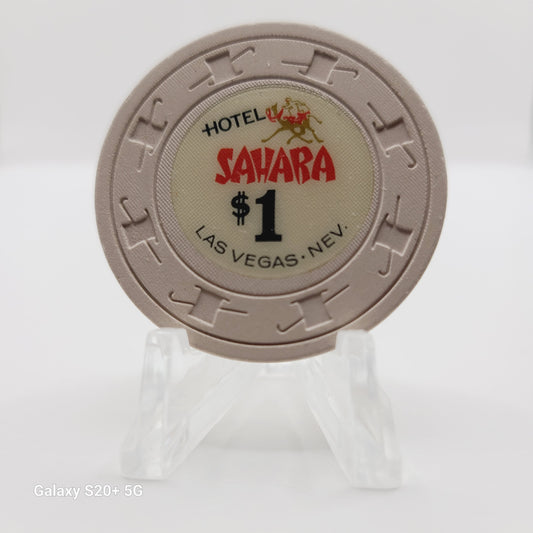 HOTEL
SAHARA
$1
LAS VEGAS • NEV.
Galaxy S20+ 5G